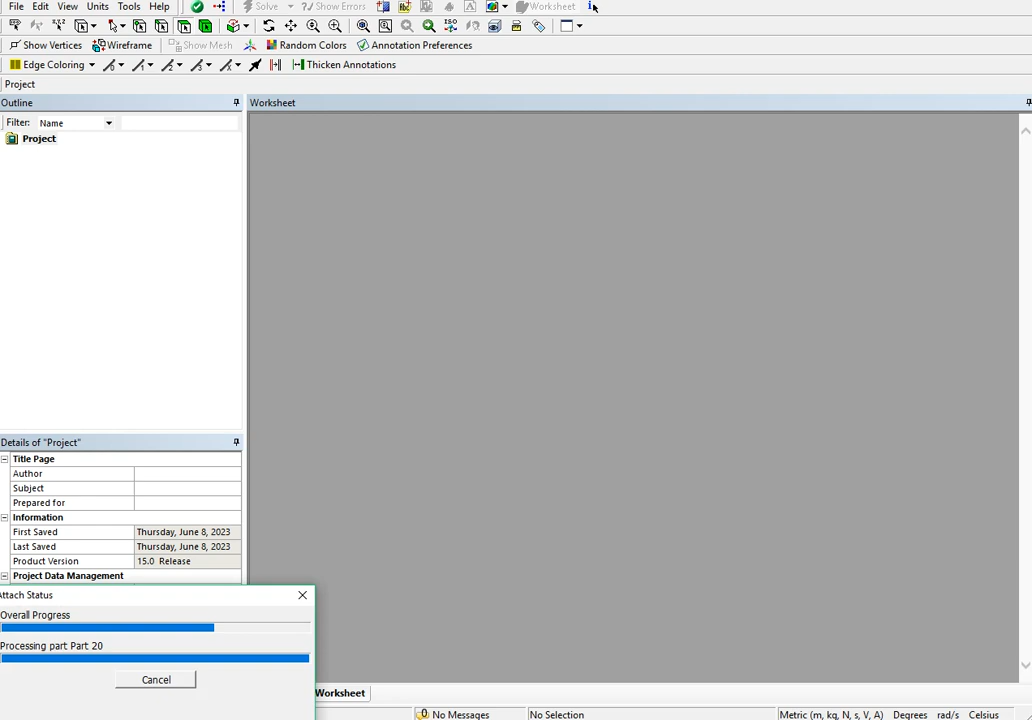 File Edit View Units Tools Help Solve ?/ Show Errors Worksheet i
Show Vertices Wireframe Show Mesh Random Colors Annotation Preferences
Edge Coloring Thicken Annotations
Project
Outline
Worksheet
Filter: Name
Project
Details of "Project"
Title Page
Author
Subject
Prepared for
Information
First Saved Thursday, June 8, 2023
Last Saved Thursday, June 8, 2023
Product Version 15.0 Release
Project Data Management
Attach Status
Overall Progress
Processing part Part 20
Cancel
Worksheet
0 No Messages No Selection Metric (m, kg, N, s, V, A) Degrees rad/s Celsius